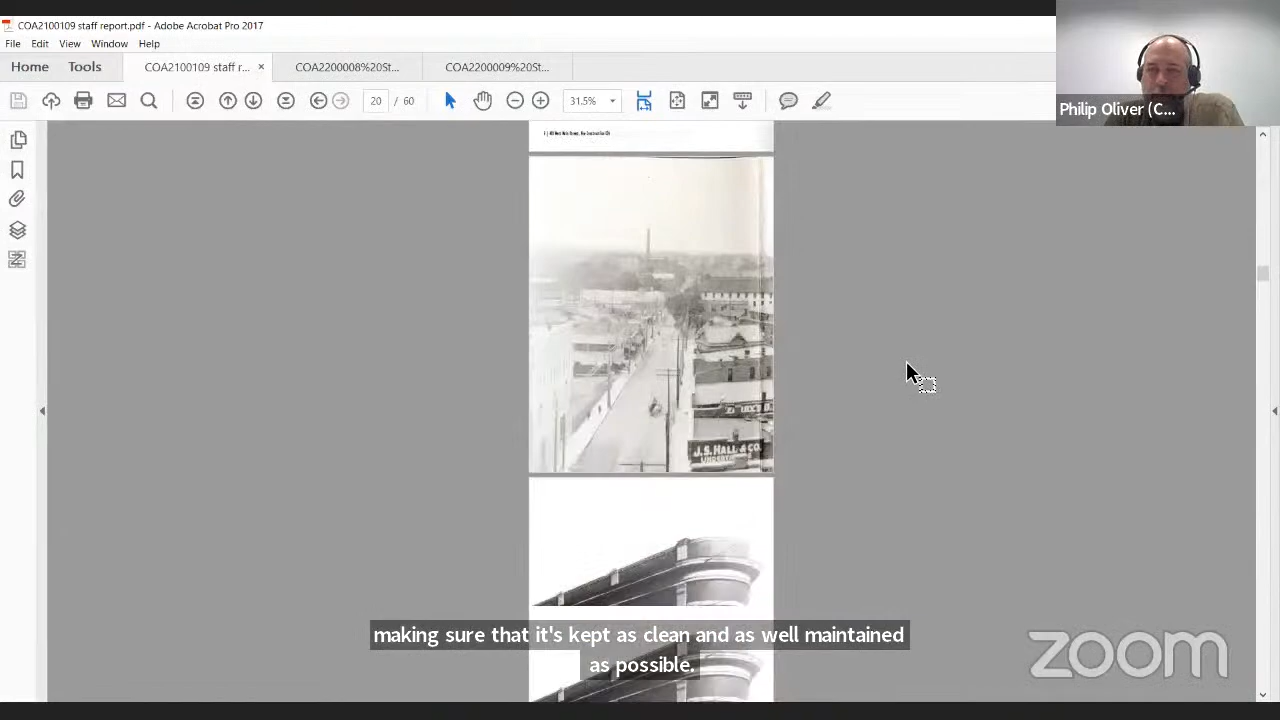 COA2100109 staff report.pdf - Adobe Acrobat Pro 2017
File Edit View Window Help
Home Tools COA2100109 staff r... × COA2200008%20St... COA2200009%20St...
20 / 60 31.5%
Philip Oliver (C...
J.S. HALL & CO.
making sure that it's kept as clean and as well maintained
as possible.
zoom